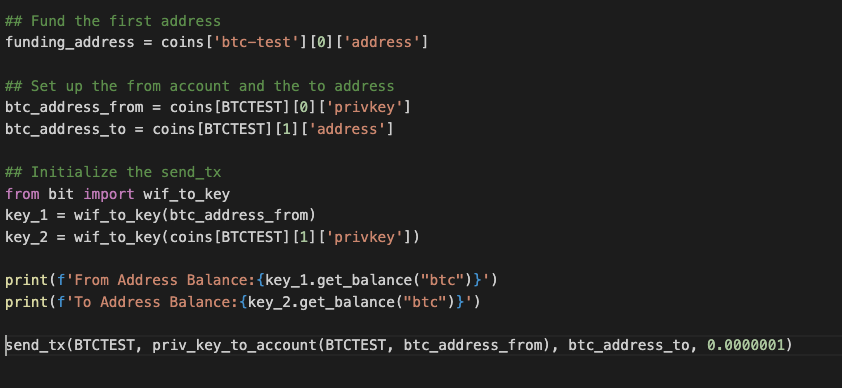 ## Fund the first address
funding_address = coins['btc-test'][0]['address']
## Set up the from account and the to address
btc_address_from = coins[BTCTEST][0]['privkey']
btc_address_to = coins[BTCTEST][1]['address']
## Initialize the send_tx
from bit import wif_to_key
key_1 = wif_to_key(btc_address_from)
key_2 = wif_to_key(coins[BTCTEST][1]['privkey'])
print(f'From Address Balance:{key_1.get_balance("btc")}')
print(f'To Address Balance:{key_2.get_balance("btc")}')
send_tx(BTCTEST, priv_key_to_account(BTCTEST, btc_address_from), btc_address_to, 0.0000001)